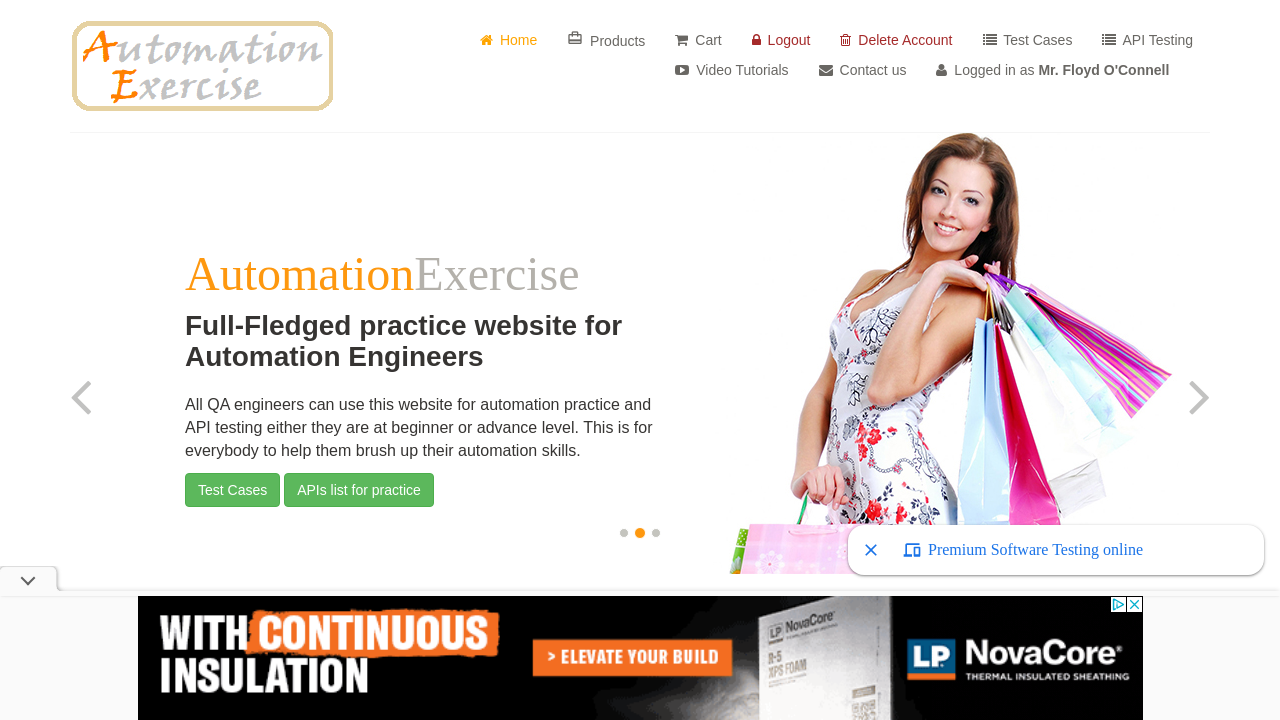 Automation
Exercise
Home
Products
Cart
Logout
Delete Account
Test Cases
API Testing
Video Tutorials
Contact us
Logged in as Mr. Floyd O'Connell
AutomationExercise
Full-Fledged practice website for
Automation Engineers
All QA engineers can use this website for automation practice and
API testing either they are at beginner or advance level. This is for
everybody to help them brush up their automation skills.
Test Cases
APIs list for practice
Premium Software Testing online
WITH CONTINUOUS
INSULATION
> ELEVATE YOUR BUILD
LP NovaCore
R-5
XPS FOAM
LP NovaCore
THERMAL INSULATED SHEATHING